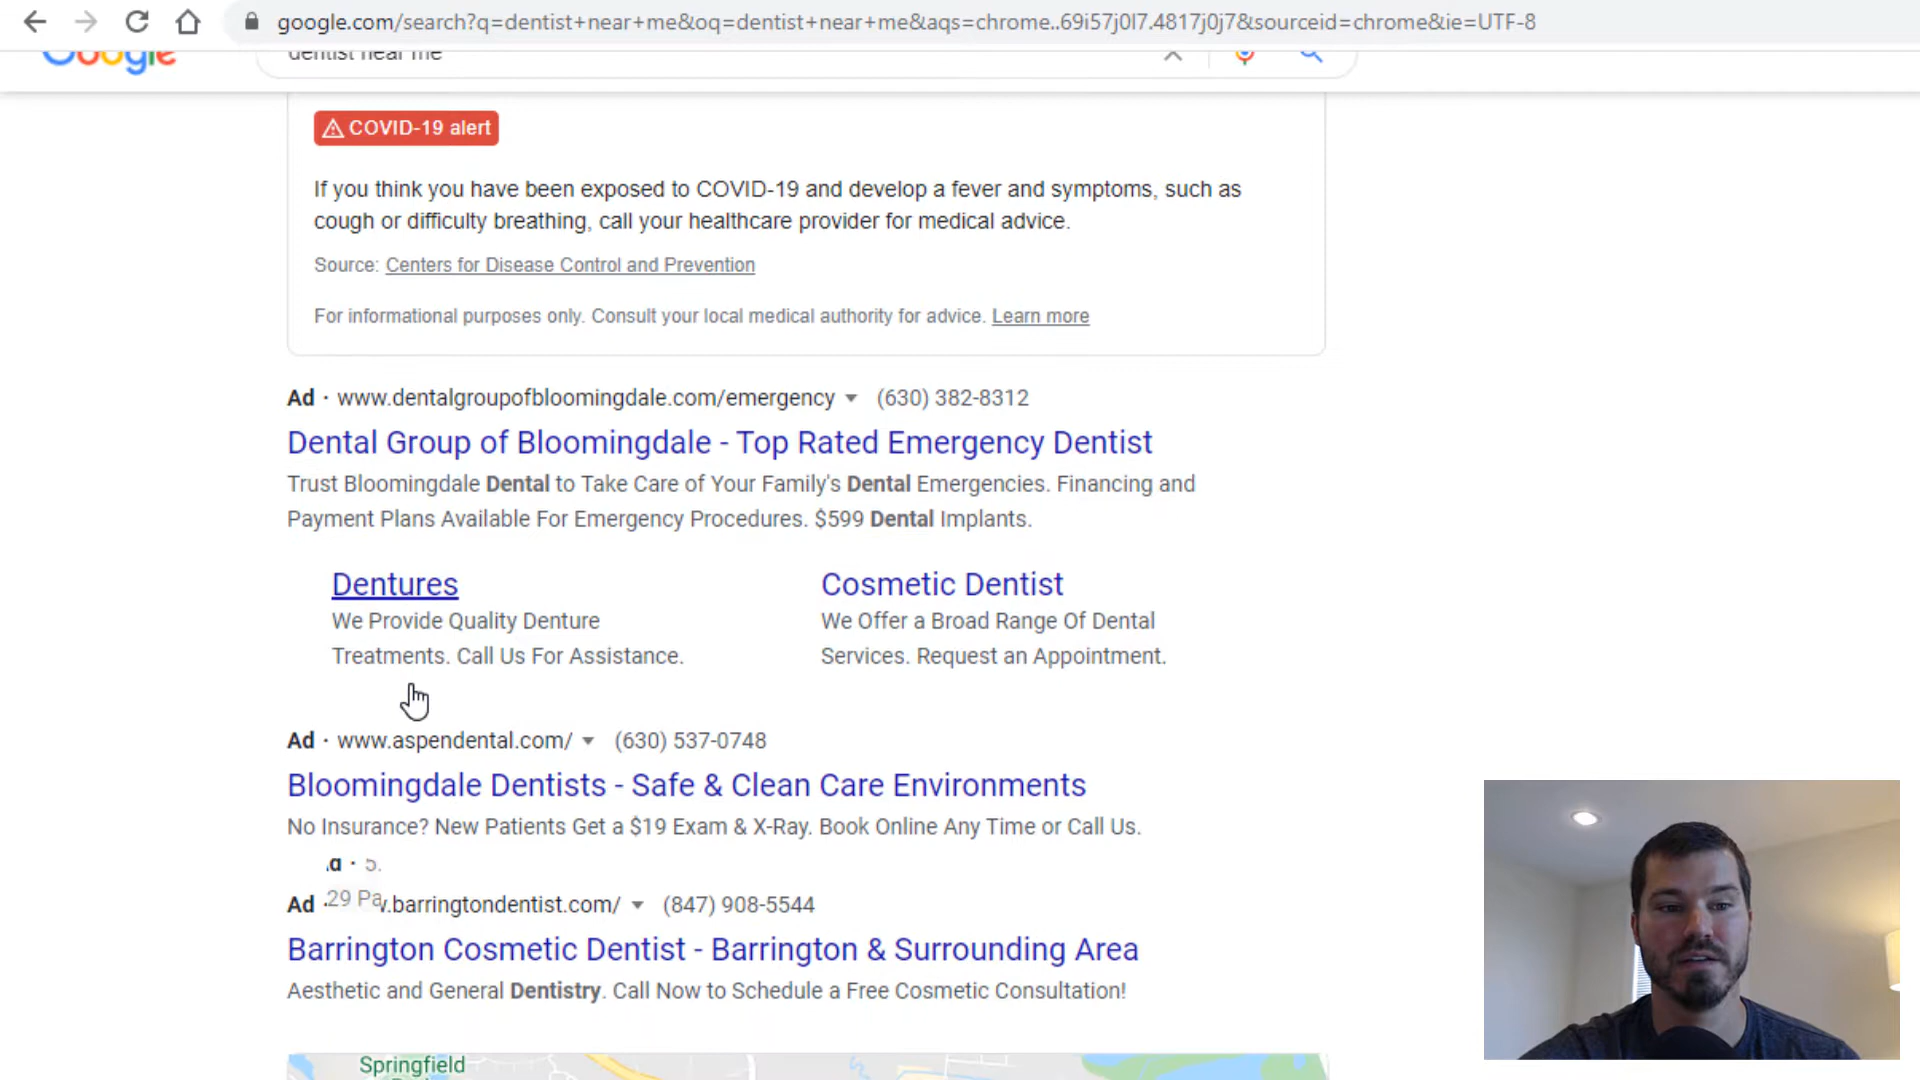 google.com/search?q=dentist+near+me&oq=dentist+near+me&aqs=chrome..69i57j0l7.4817j0j7&sourceid=chrome&ie=UTF-8
Google
dentist near me
COVID-19 alert
If you think you have been exposed to COVID-19 and develop a fever and symptoms, such as
cough or difficulty breathing, call your healthcare provider for medical advice.
Source: Centers for Disease Control and Prevention
For informational purposes only. Consult your local medical authority for advice. Learn more
Ad · www.dentalgroupofbloomingdale.com/emergency (630) 382-8312
Dental Group of Bloomingdale - Top Rated Emergency Dentist
Trust Bloomingdale Dental to Take Care of Your Family's Dental Emergencies. Financing and
Payment Plans Available For Emergency Procedures. $599 Dental Implants.
Dentures
We Provide Quality Denture
Treatments. Call Us For Assistance.
Cosmetic Dentist
We Offer a Broad Range Of Dental
Services. Request an Appointment.
Ad · www.aspendental.com/ (630) 537-0748
Bloomingdale Dentists - Safe & Clean Care Environments
No Insurance? New Patients Get a $19 Exam & X-Ray. Book Online Any Time or Call Us.
Ad · .barringtondentist.com/ (847) 908-5544
Barrington Cosmetic Dentist - Barrington & Surrounding Area
Aesthetic and General Dentistry. Call Now to Schedule a Free Cosmetic Consultation!
Springfield